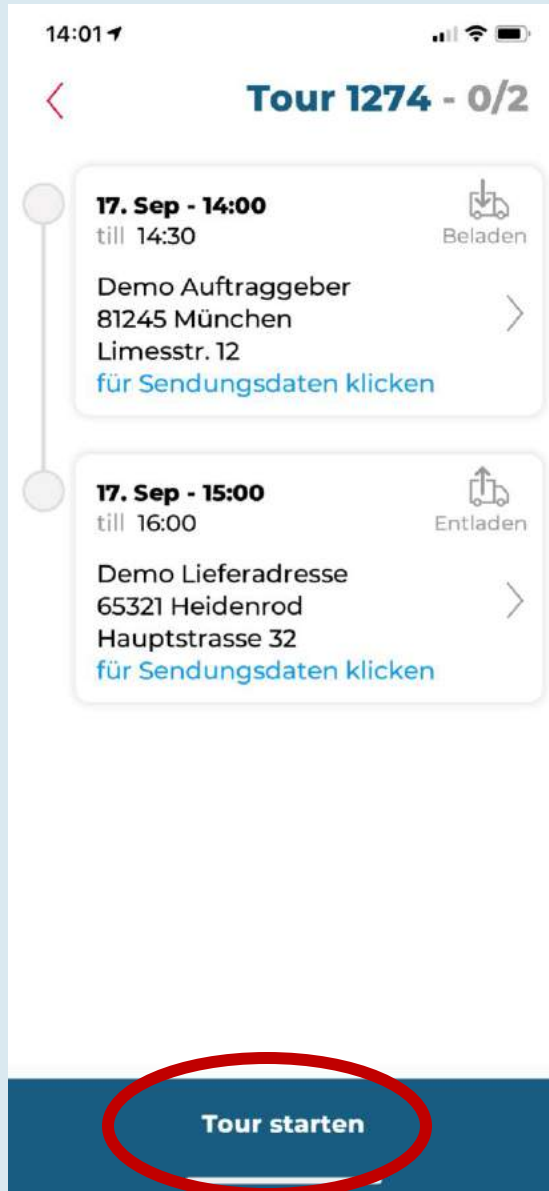 14:01
Tour 1274 - 0/2
17. Sep - 14:00
till 14:30
Beladen
Demo Auftraggeber
81245 München
Limesstr. 12
für Sendungsdaten klicken
17. Sep - 15:00
till 16:00
Entladen
Demo Lieferadresse
65321 Heidenrod
Hauptstrasse 32
für Sendungsdaten klicken
Tour starten